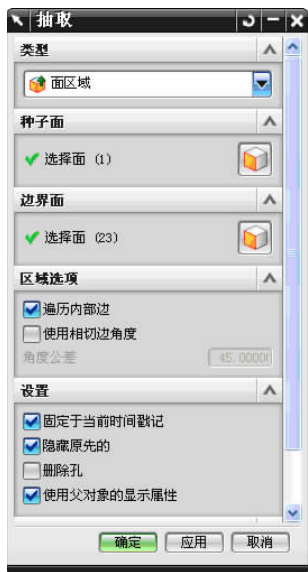 抽取
类型
面区域
种子面
选择面 (1)
边界面
选择面 (23)
区域选项
遍历内部边
使用相切边角度
角度公差 45.0000
设置
固定于当前时间戳记
隐藏原先的
删除孔
使用父对象的显示属性
确定 应用 取消